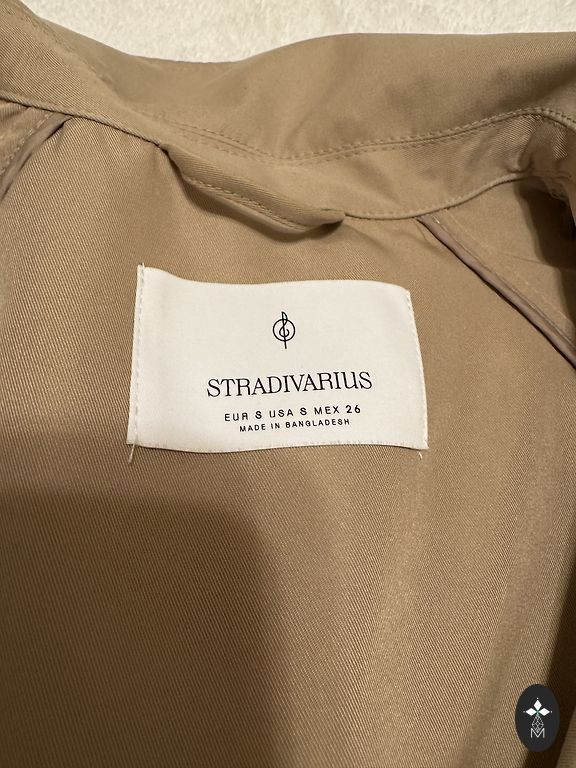 STRADIVARIUS
EUR S USA S MEX 26
MADE IN BANGLADESH
M